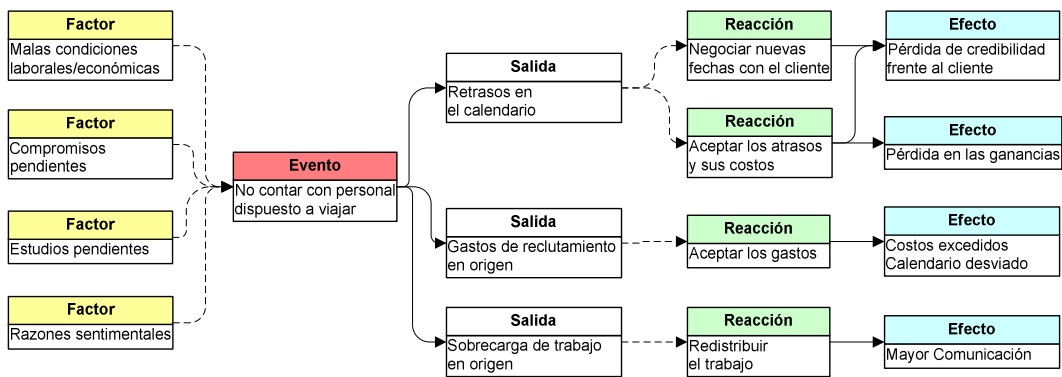 Factor
Malas condiciones
laborales/económicas
Factor
Compromisos
pendientes
Factor
Estudios pendientes
Factor
Razones sentimentales
Evento
No contar con personal
dispuesto a viajar
Salida
Retrasos en
el calendario
Salida
Gastos de reclutamiento
en origen
Salida
Sobrecarga de trabajo
en origen
Reacción
Negociar nuevas
fechas con el cliente
Reacción
Aceptar los atrasos
y sus costos
Reacción
Aceptar los gastos
Reacción
Redistribuir
el trabajo
Efecto
Pérdida de credibilidad
frente al cliente
Efecto
Pérdida en las ganancias
Efecto
Costos excedidos
Calendario desviado
Efecto
Mayor Comunicación